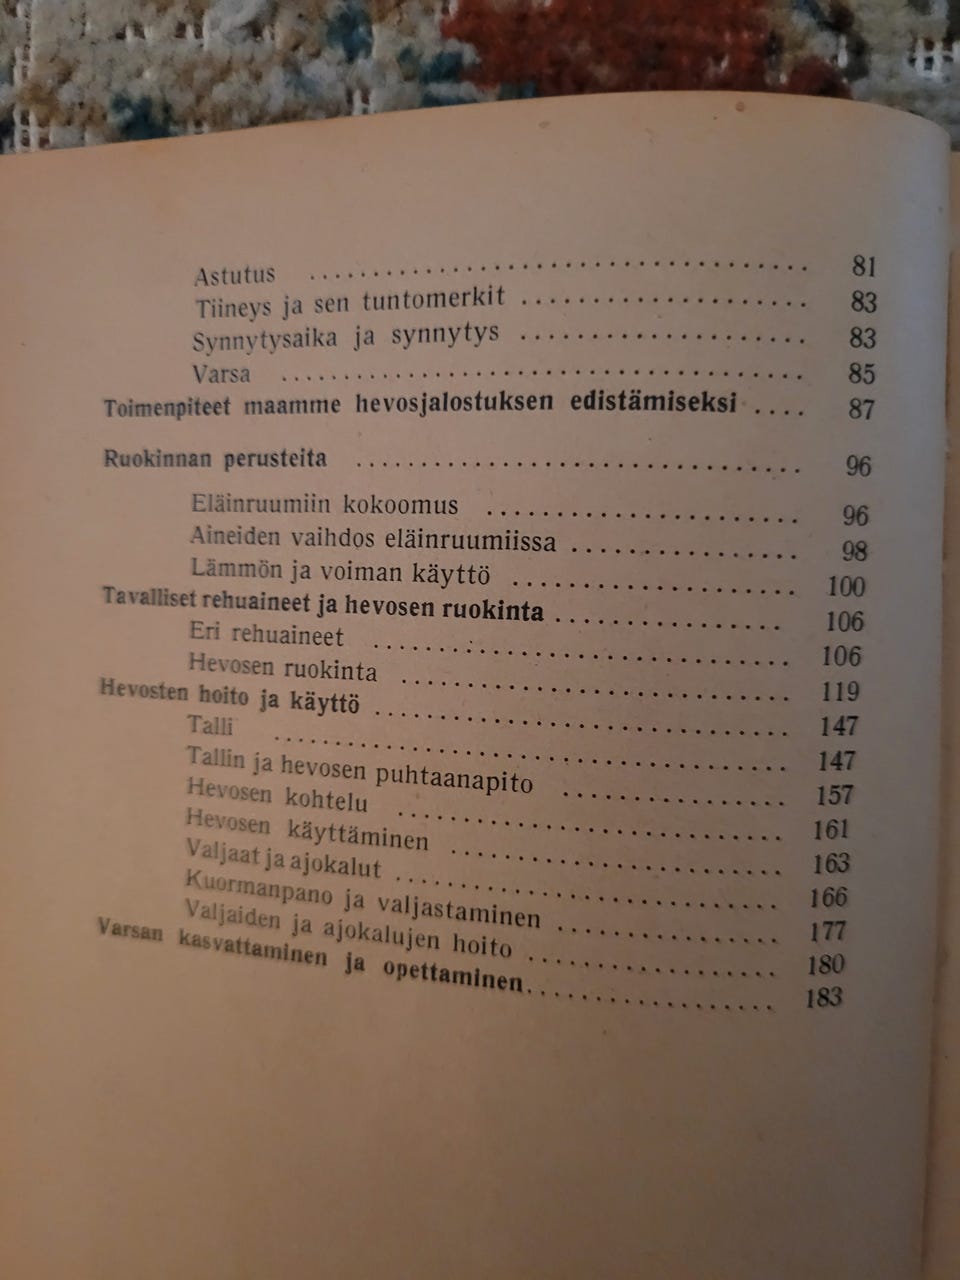 Astutus ........ 81
Tiineys ja sen tuntomerkit ........ 83
Synnytysaika ja synnytys ........ 83
Varsa ........ 85
Toimenpiteet maamme hevosjalostuksen edistämiseksi .... 87
Ruokinnan perusteita ........ 96
Eläinruumiin kokoomus ........ 96
Aineiden vaihdos eläinruumiissa ........ 98
Lämmön ja voiman käyttö ........ 100
Tavalliset rehuaineet ja hevosen ruokinta ........ 106
Eri rehuaineet ........ 106
Hevosen ruokinta ........ 119
Hevosten hoito ja käyttö ........ 147
Talli ........ 147
Tallin ja hevosen puhtaanapito ........ 157
Hevosen kohtelu ........ 161
Hevosen käyttäminen ........ 163
Valjaat ja ajokalut ........ 166
Kuormanpano ja valjastaminen ........ 177
Valjaiden ja ajokalujen hoito ........ 180
Varsan kasvattaminen ja opettaminen ........ 183